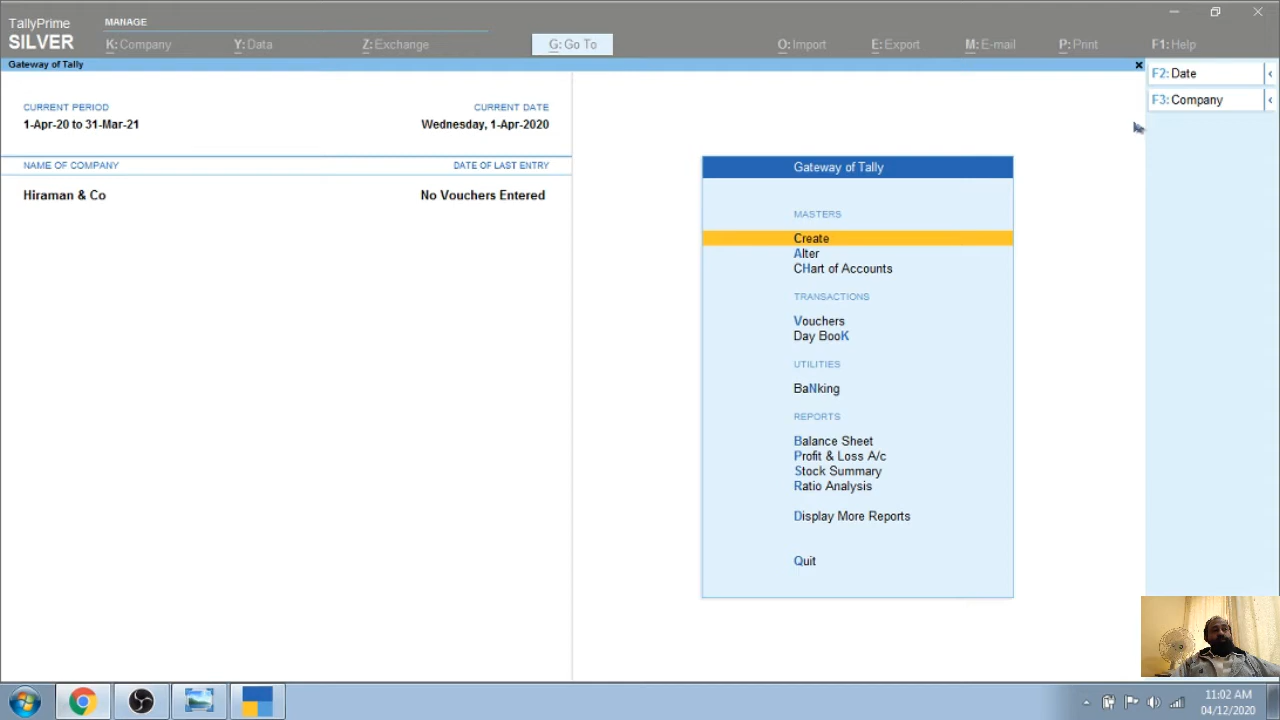 TallyPrime
SILVER
MANAGE
K: Company
Y: Data
Z: Exchange
G: Go To
O: Import
E: Export
M: E-mail
P: Print
F1: Help
Gateway of Tally
F2: Date
F3: Company
CURRENT PERIOD
CURRENT DATE
1-Apr-20 to 31-Mar-21
Wednesday, 1-Apr-2020
NAME OF COMPANY
DATE OF LAST ENTRY
Hiraman & Co
No Vouchers Entered
Gateway of Tally
MASTERS
Create
Alter
CHart of Accounts
TRANSACTIONS
Vouchers
Day BooK
UTILITIES
BaNking
REPORTS
Balance Sheet
Profit & Loss A/c
Stock Summary
Ratio Analysis
Display More Reports
Quit
11:02 AM
04/12/2020